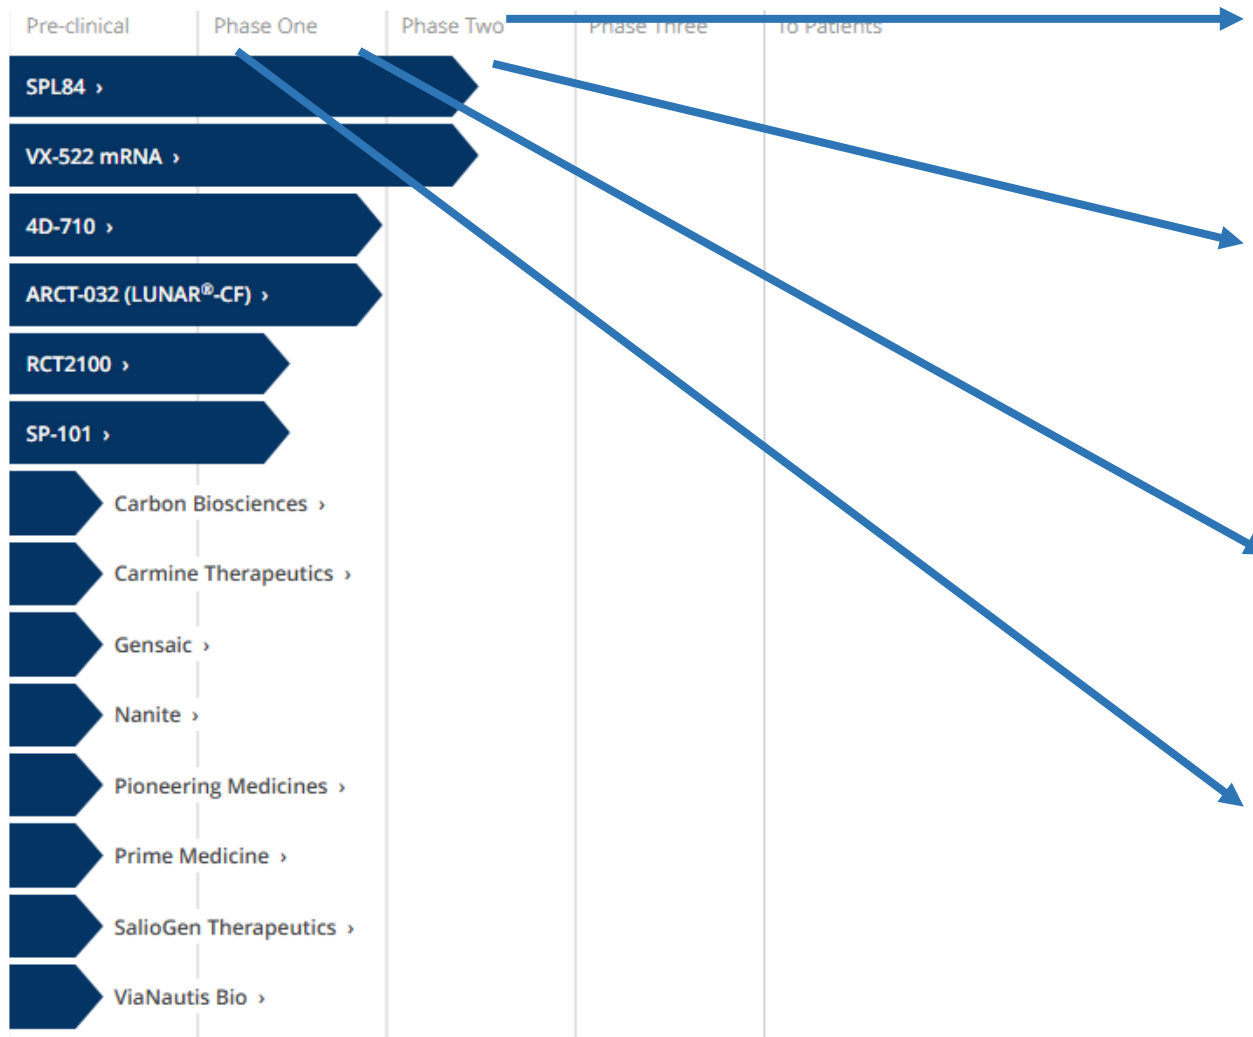 Pre-clinical Phase One Phase Two Phase Three To Patients
SPL84 ›
VX-522 mRNA ›
4D-710 ›
ARCT-032 (LUNAR®-CF) ›
RCT2100 ›
SP-101 ›
Carbon Biosciences ›
Carmine Therapeutics ›
Gensaic ›
Nanite ›
Pioneering Medicines ›
Prime Medicine ›
SalioGen Therapeutics ›
ViaNautis Bio ›